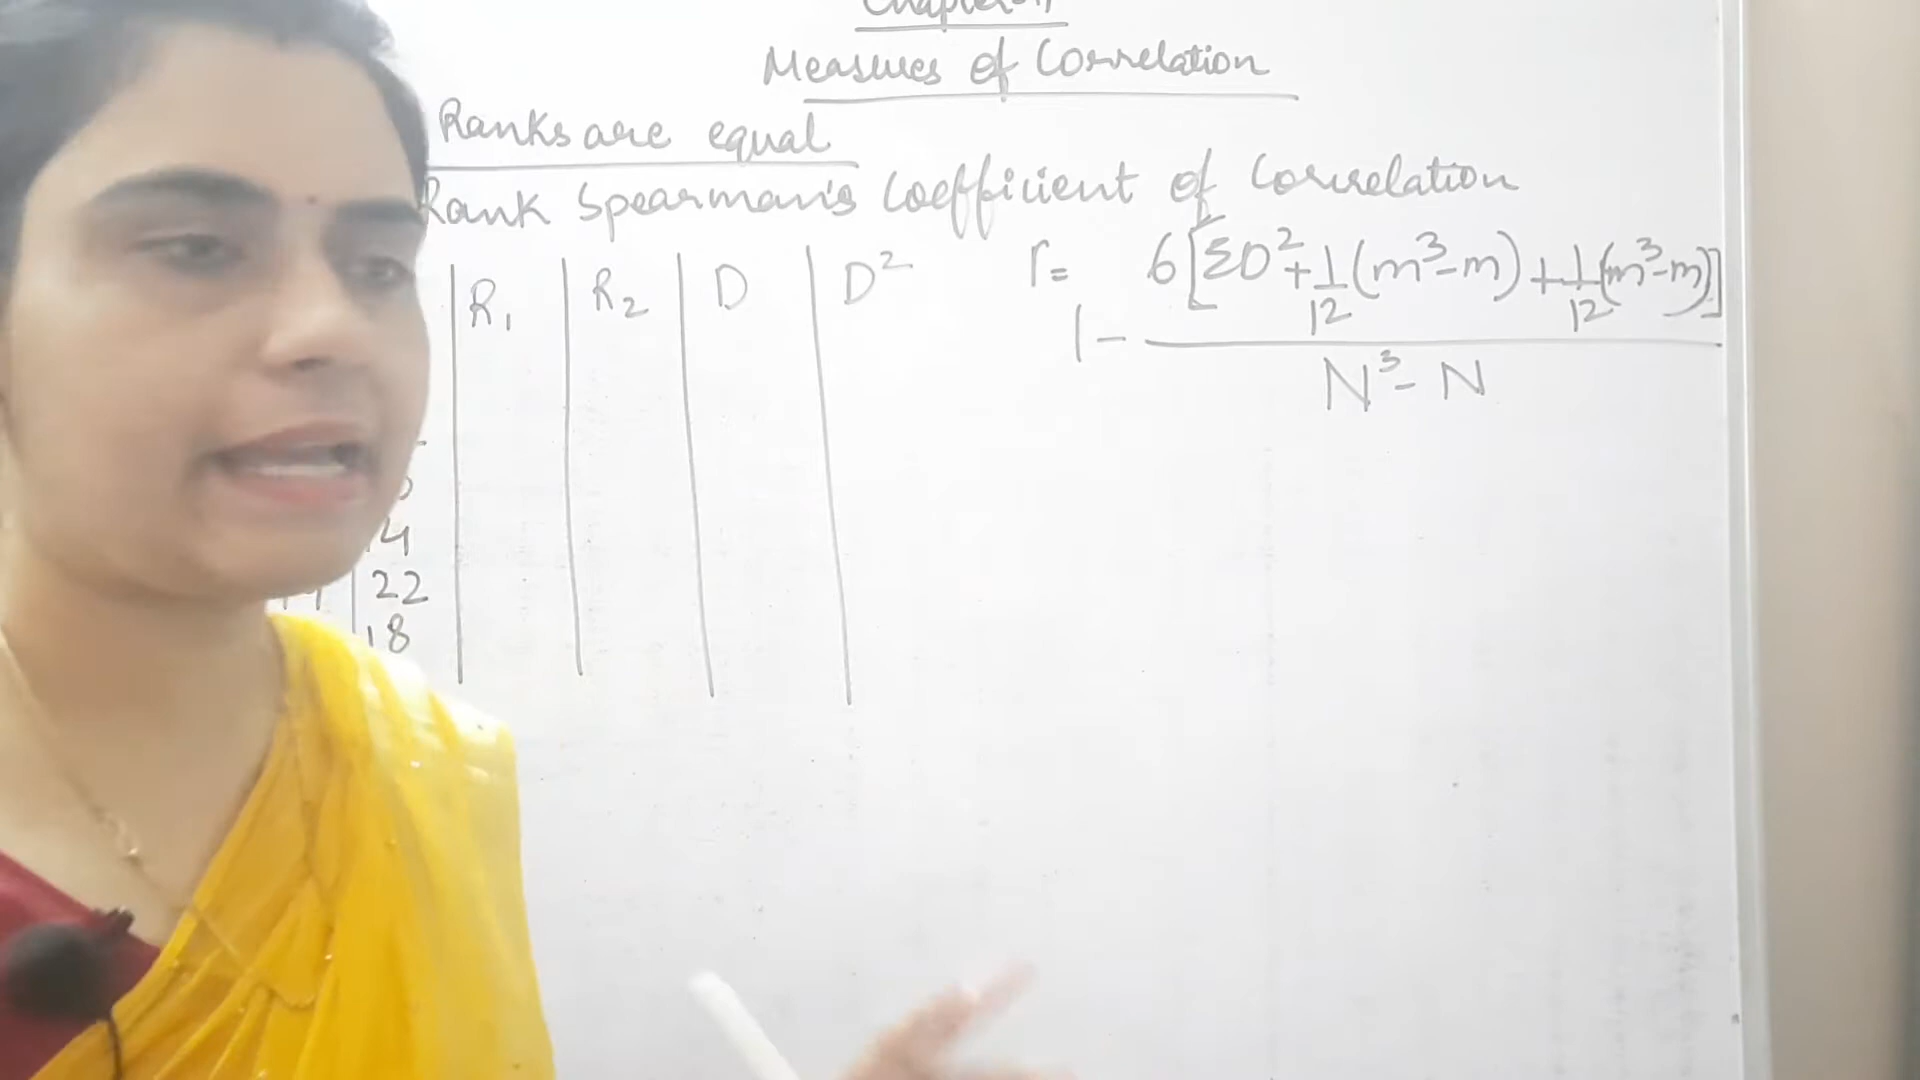 Measures of Correlation
Ranks are equal
Rank Spearman's Coefficient of Correlation
R₁ R₂ D D²
r= 1 - 6[ΣD²+1/12(m³-m)+1/12(m³-m)] / N³-N
22
18